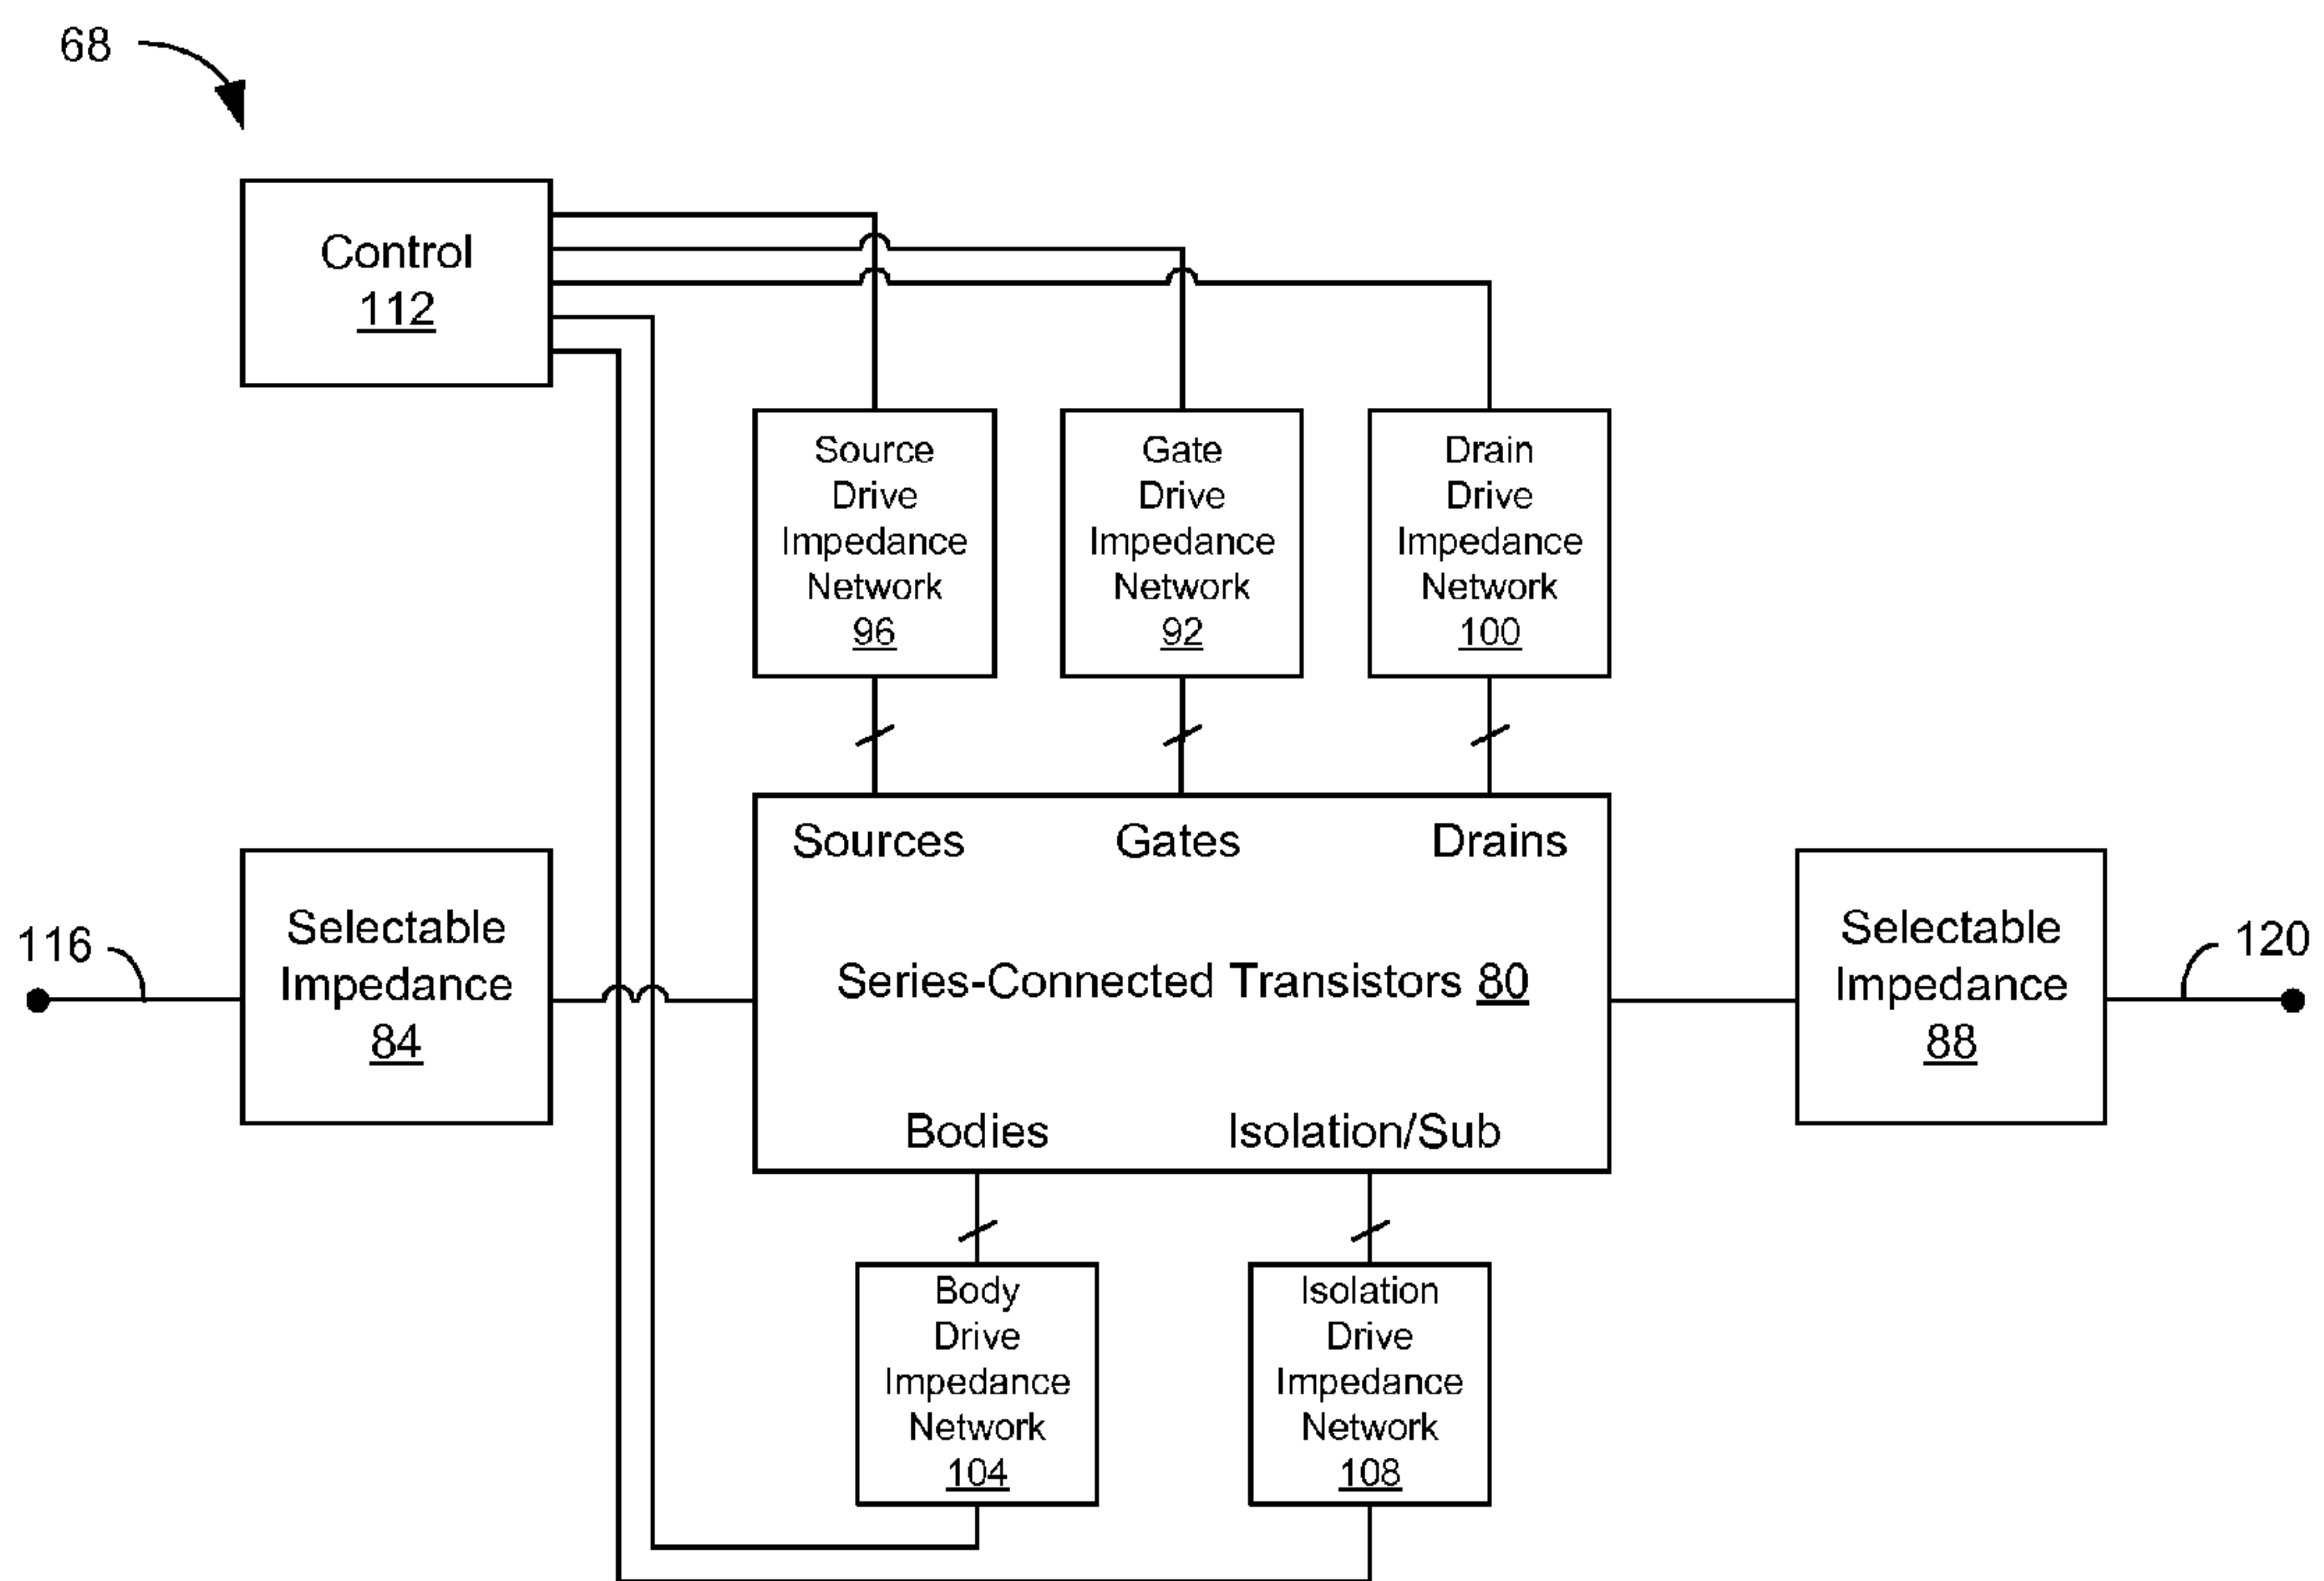 68
Control
112
Source
Drive
Impedance
Network
96
Gate
Drive
Impedance
Network
92
Drain
Drive
Impedance
Network
100
Sources
Gates
Drains
116
Selectable
Impedance
84
Series-Connected Transistors 80
Selectable
Impedance
88
120
Bodies
Isolation/Sub
Body
Drive
Impedance
Network
104
Isolation
Drive
Impedance
Network
108